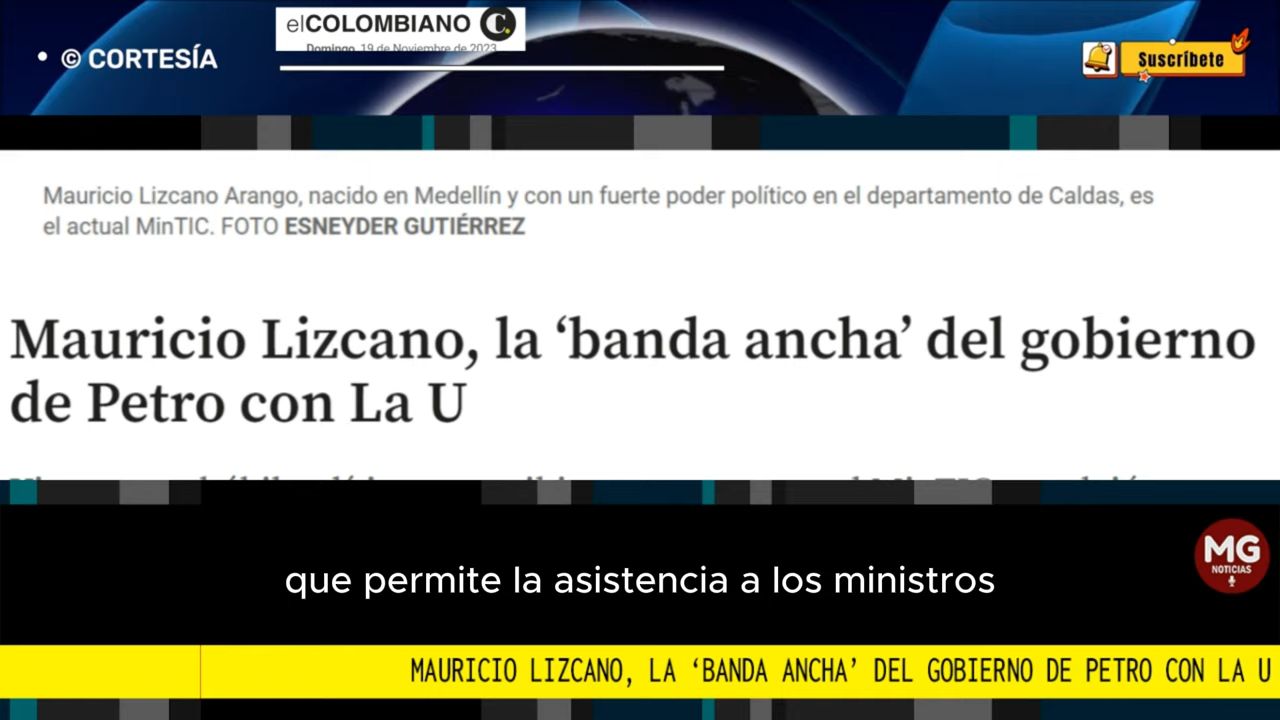 elCOLOMBIANO C.
Domingo, 19 de Noviembre de 2023
• © CORTESÍA
Suscríbete
Mauricio Lizcano Arango, nacido en Medellín y con un fuerte poder político en el departamento de Caldas, es
el actual MinTIC. FOTO ESNEYDER GUTIÉRREZ
Mauricio Lizcano, la ‘banda ancha’ del gobierno
de Petro con La U
que permite la asistencia a los ministros
MG
NOTICIAS
MAURICIO LIZCANO, LA ‘BANDA ANCHA’ DEL GOBIERNO DE PETRO CON LA U